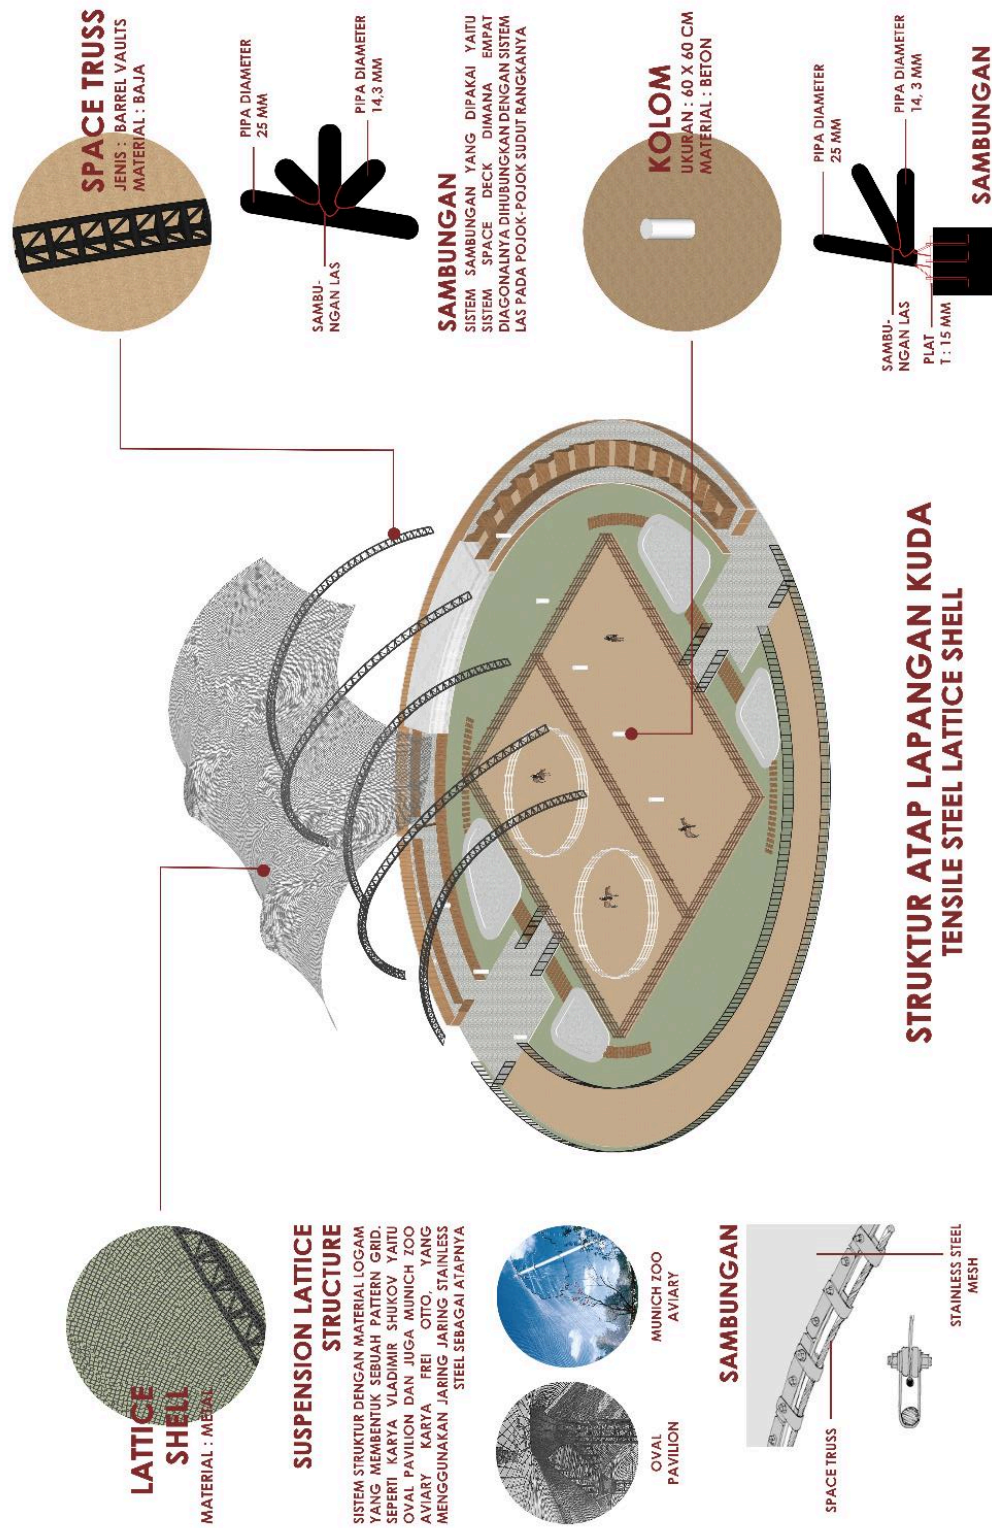 LATTICE
SHELL
MATERIAL : METAL
SUSPENSION LATTICE
STRUCTURE
SISTEM STRUKTUR DENGAN MATERIAL LOGAM
YANG MEMBENTUK SEBUAH PATTERN GRID.
SEPERTI KARYA VLADIMIR SHUKOV YAITU
OVAL PAVILION DAN JUGA MUNICH ZOO
AVIARY KARYA FREI OTTO, YANG
MENGGUNAKAN JARING JARING STAINLESS
STEEL SEBAGAI ATAPNYA
OVAL
PAVILION
MUNICH ZOO
AVIARY
SAMBUNGAN
SPACE TRUSS
STAINLESS STEEL
MESH
STRUKTUR ATAP LAPANGAN KUDA
TENSILE STEEL LATTICE SHELL
SPACE TRUSS
JENIS : BARREL VAULTS
MATERIAL : BAJA
PIPA DIAMETER
25 MM
PIPA DIAMETER
14,3 MM
SAMBU-
NGAN LAS
SAMBUNGAN
SISTEM SAMBUNGAN YANG DIPAKAI YAITU
SISTEM SPACE DECK DIMANA EMPAT
DIAGONALNYA DIHUBUNGKAN DENGAN SISTEM
LAS PADA POJOK-POJOK SUDUT RANGKANYA
KOLOM
UKURAN : 60 X 60 CM
MATERIAL : BETON
PIPA DIAMETER
25 MM
PIPA DIAMETER
14, 3 MM
SAMBU-
NGAN LAS
PLAT
T : 15 MM
SAMBUNGAN